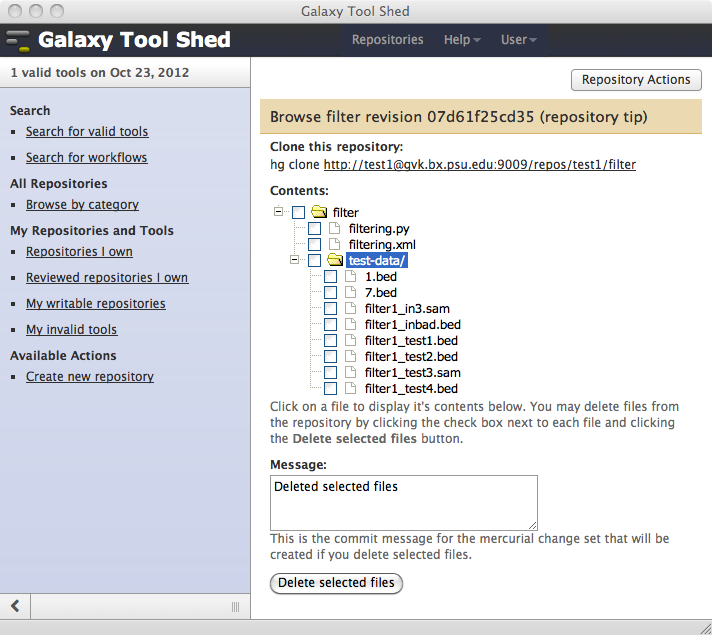 Galaxy Tool Shed
Galaxy Tool Shed
Repositories
Help
User
1 valid tools on Oct 23, 2012
Search
Search for valid tools
Search for workflows
All Repositories
Browse by category
My Repositories and Tools
Repositories I own
Reviewed repositories I own
My writable repositories
My invalid tools
Available Actions
Create new repository
Repository Actions
Browse filter revision 07d61f25cd35 (repository tip)
Clone this repository:
hg clone http://test1@gvk.bx.psu.edu:9009/repos/test1/filter
Contents:
filter
filtering.py
filtering.xml
test-data/
1.bed
7.bed
filter1_in3.sam
filter1_inbad.bed
filter1_test1.bed
filter1_test2.bed
filter1_test3.sam
filter1_test4.bed
Click on a file to display it's contents below. You may delete files from
the repository by clicking the check box next to each file and clicking
the Delete selected files button.
Message:
Deleted selected files
This is the commit message for the mercurial change set that will be
created if you delete selected files.
Delete selected files